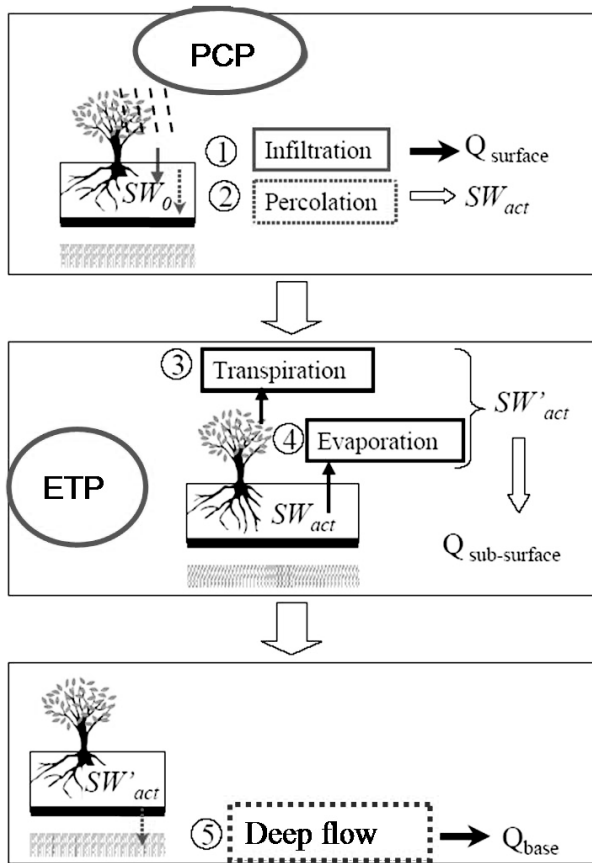 PCP
① Infiltration Q surface
SW0 ② Percolation SWact
③ Transpiration
SW’act
④ Evaporation
ETP
SWact
Q sub-surface
SW’act
⑤ Deep flow Qbase